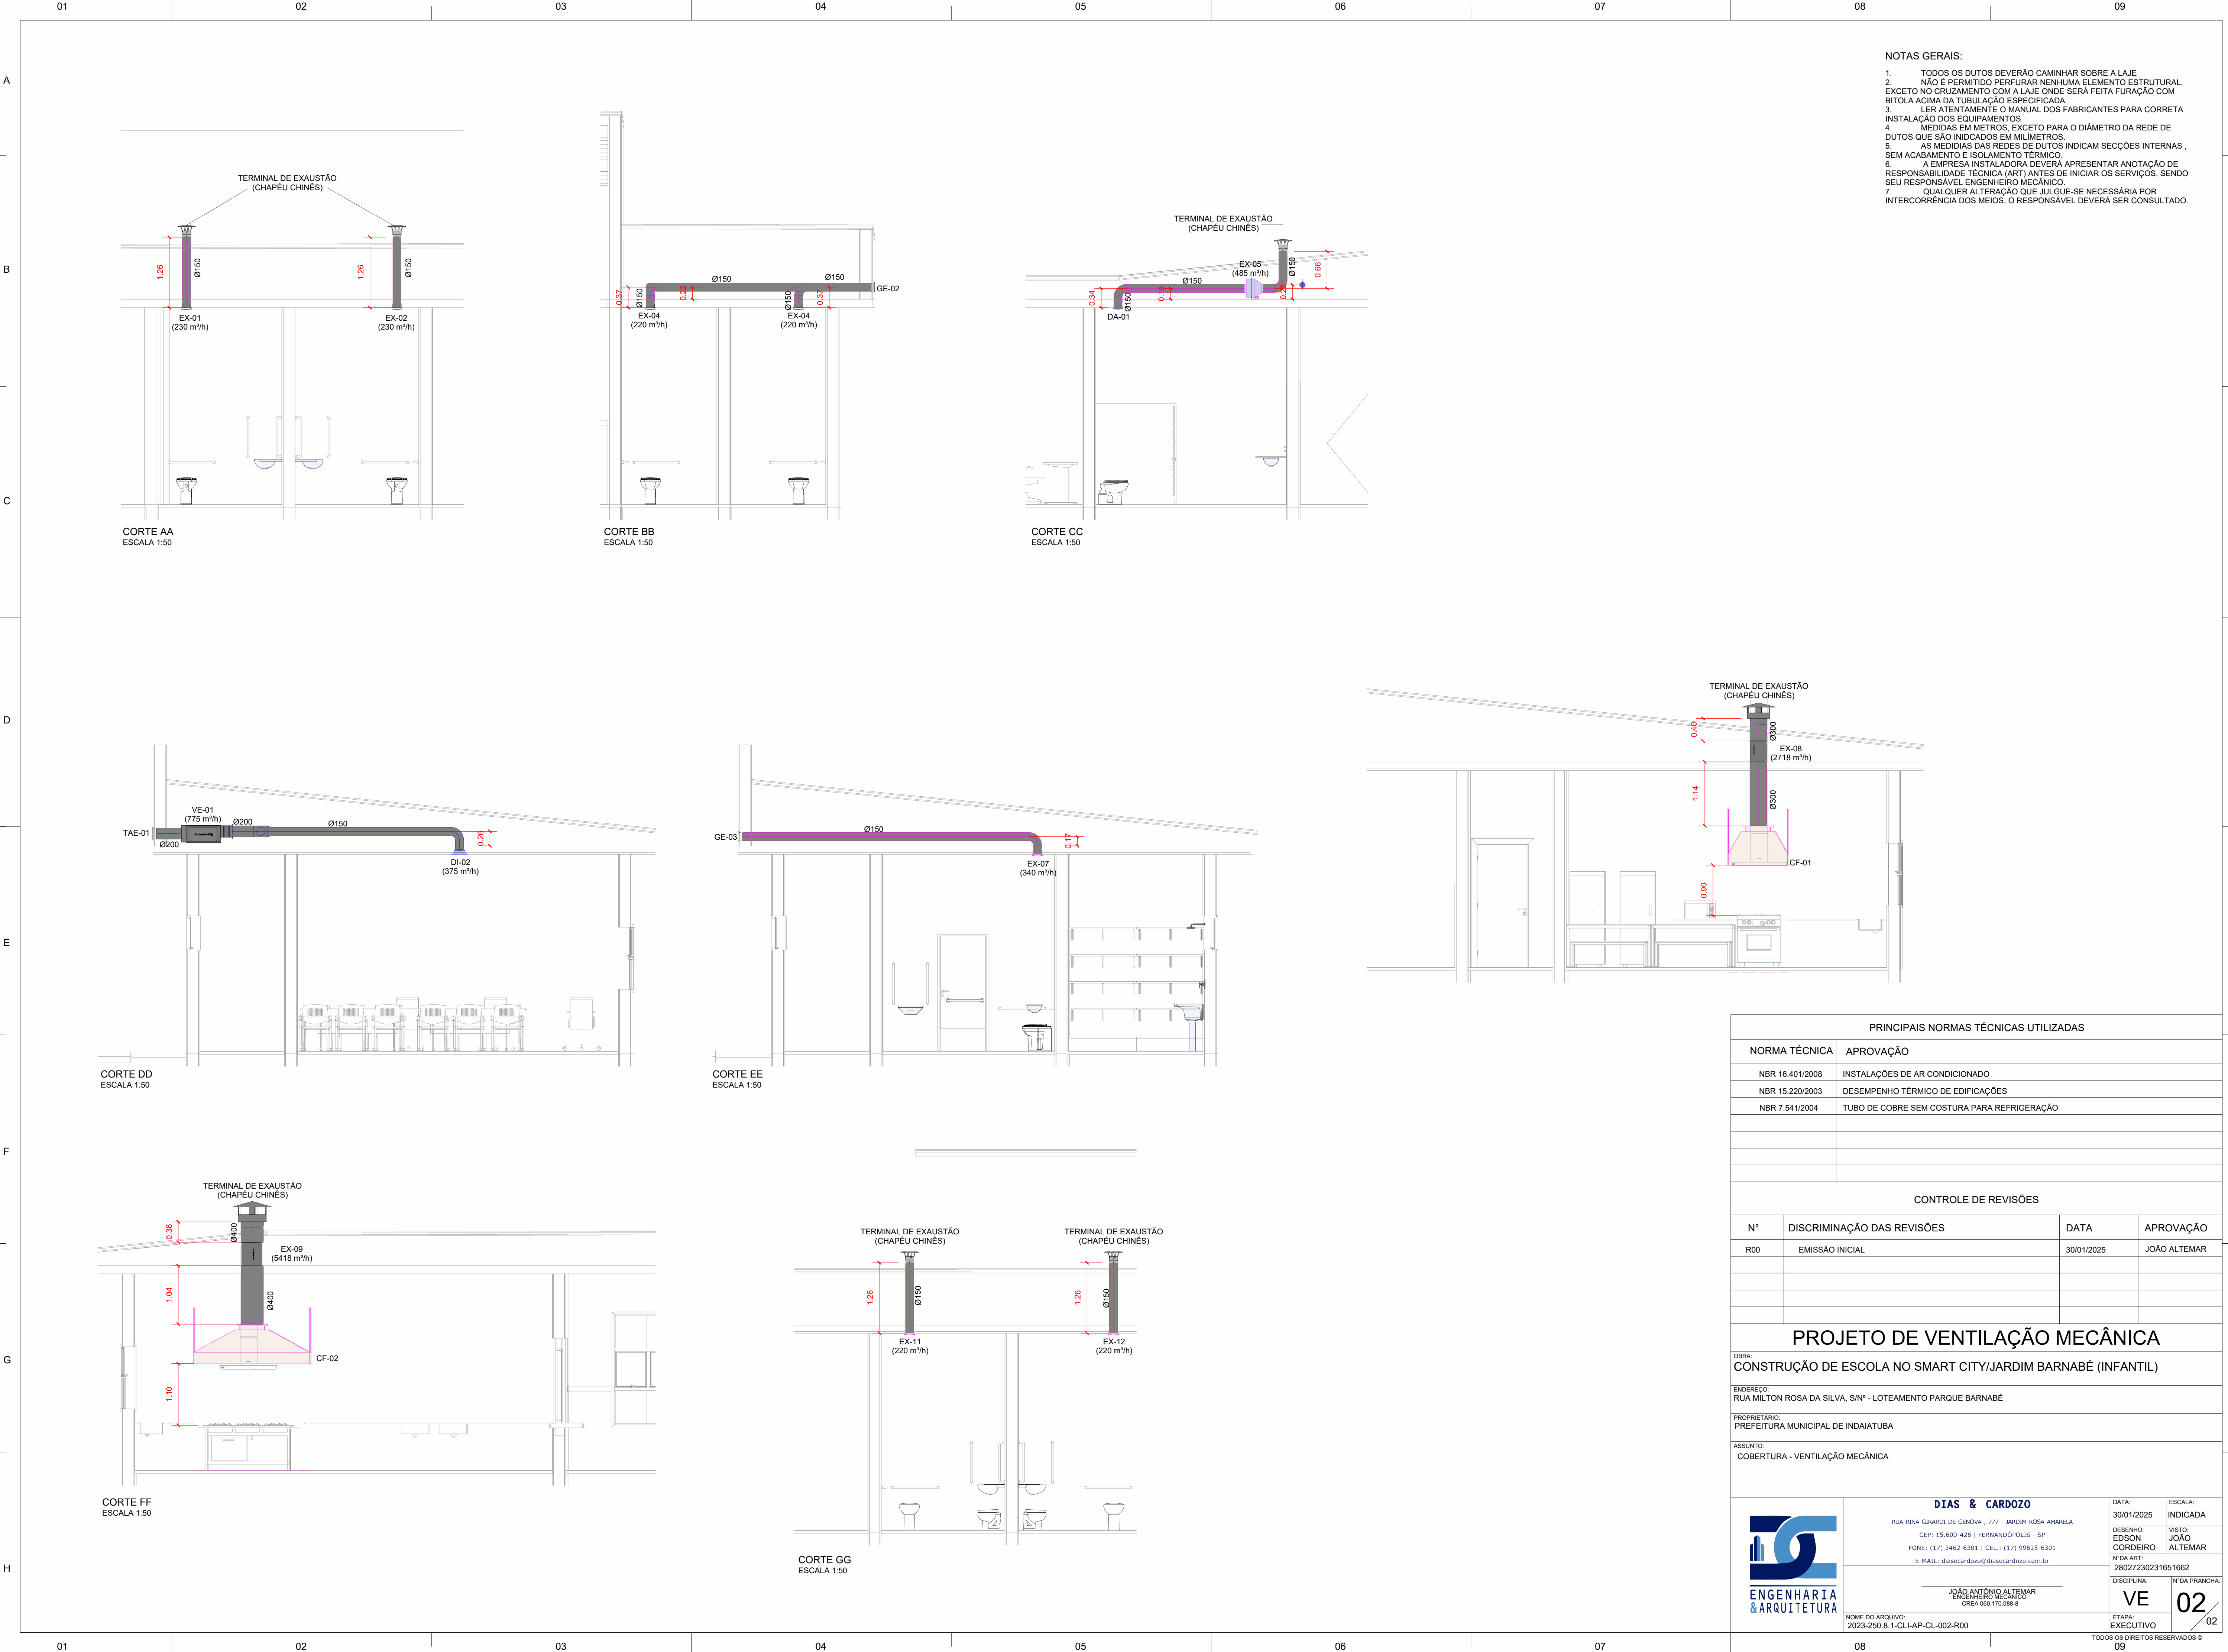 01 02 03 04 05 06 07 08 09
A
B
C
D
E
F
G
H
NOTAS GERAIS:
1. TODOS OS DUTOS DEVERÃO CAMINHAR SOBRE A LAJE
2. NÃO É PERMITIDO PERFURAR NENHUMA ELEMENTO ESTRUTURAL,
EXCETO NO CRUZAMENTO COM A LAJE ONDE SERÁ FEITA FURAÇÃO COM
BITOLA ACIMA DA TUBULAÇÃO ESPECIFICADA.
3. LER ATENTAMENTE O MANUAL DOS FABRICANTES PARA CORRETA
INSTALAÇÃO DOS EQUIPAMENTOS
4. MEDIDAS EM METROS, EXCETO PARA O DIÂMETRO DA REDE DE
DUTOS QUE SÃO INIDCADOS EM MILÍMETROS.
5. AS MEDIDIAS DAS REDES DE DUTOS INDICAM SECÇÕES INTERNAS ,
SEM ACABAMENTO E ISOLAMENTO TÉRMICO.
6. A EMPRESA INSTALADORA DEVERÁ APRESENTAR ANOTAÇÃO DE
RESPONSABILIDADE TÉCNICA (ART) ANTES DE INICIAR OS SERVIÇOS, SENDO
SEU RESPONSÁVEL ENGENHEIRO MECÂNICO.
7. QUALQUER ALTERAÇÃO QUE JULGUE-SE NECESSÁRIA POR
INTERCORRÊNCIA DOS MEIOS, O RESPONSÁVEL DEVERÁ SER CONSULTADO.
TERMINAL DE EXAUSTÃO
(CHAPÉU CHINÊS)
1.26
Ø150
1.26
Ø150
EX-01
(230 m³/h)
EX-02
(230 m³/h)
CORTE AA
ESCALA 1:50
Ø150
Ø150
GE-02
0.37
Ø150
0.22
Ø150
0.37
EX-04
(220 m³/h)
EX-04
(220 m³/h)
CORTE BB
ESCALA 1:50
TERMINAL DE EXAUSTÃO
(CHAPÉU CHINÊS)
EX-05
(485 m³/h)
Ø150
0.66
Ø150
0.34
Ø150
DA-01
CORTE CC
ESCALA 1:50
VE-01
(775 m³/h)
TAE-01
Ø200
Ø200
Ø150
0.26
DI-02
(375 m³/h)
CORTE DD
ESCALA 1:50
GE-03
Ø150
0.17
EX-07
(340 m³/h)
CORTE EE
ESCALA 1:50
TERMINAL DE EXAUSTÃO
(CHAPÉU CHINÊS)
0.40
Ø300
EX-08
(2718 m³/h)
1.14
Ø300
CF-01
0.90
TERMINAL DE EXAUSTÃO
(CHAPÉU CHINÊS)
0.36
Ø400
EX-09
(5418 m³/h)
1.04
Ø400
CF-02
1.10
CORTE FF
ESCALA 1:50
TERMINAL DE EXAUSTÃO
(CHAPÉU CHINÊS)
TERMINAL DE EXAUSTÃO
(CHAPÉU CHINÊS)
1.26
Ø150
1.26
Ø150
EX-11
(220 m³/h)
EX-12
(220 m³/h)
CORTE GG
ESCALA 1:50
PRINCIPAIS NORMAS TÉCNICAS UTILIZADAS
NORMA TÉCNICA APROVAÇÃO
NBR 16.401/2008 INSTALAÇÕES DE AR CONDICIONADO
NBR 15.220/2003 DESEMPENHO TÉRMICO DE EDIFICAÇÕES
NBR 7.541/2004 TUBO DE COBRE SEM COSTURA PARA REFRIGERAÇÃO
CONTROLE DE REVISÕES
N° DISCRIMINAÇÃO DAS REVISÕES DATA APROVAÇÃO
R00 EMISSÃO INICIAL 30/01/2025 JOÃO ALTEMAR
PROJETO DE VENTILAÇÃO MECÂNICA
OBRA:
CONSTRUÇÃO DE ESCOLA NO SMART CITY/JARDIM BARNABÉ (INFANTIL)
ENDEREÇO:
RUA MILTON ROSA DA SILVA, S/Nº - LOTEAMENTO PARQUE BARNABÉ
PROPRIETÁRIO:
PREFEITURA MUNICIPAL DE INDAIATUBA
ASSUNTO:
COBERTURA - VENTILAÇÃO MECÂNICA
ENGENHARIA
&ARQUITETURA
DIAS & CARDOZO
RUA RINA GIRARDI DE GENOVA , 777 - JARDIM ROSA AMARELA
CEP: 15.600-426 | FERNANDÓPOLIS - SP
FONE: (17) 3462-6301 | CEL.: (17) 99625-6301
E-MAIL: diasecardozo@diasecardozo.com.br
JOÃO ANTÔNIO ALTEMAR
ENGENHEIRO MECÂNICO
CREA 060.170.088-8
NOME DO ARQUIVO:
2023-250.8.1-CLI-AP-CL-002-R00
DATA:
30/01/2025
ESCALA:
INDICADA
DESENHO:
EDSON
CORDEIRO
VISTO:
JOÃO
ALTEMAR
N°DA ART:
28027230231651662
DISCIPLINA:
VE
N°DA PRANCHA:
02/02
ETAPA:
EXECUTIVO
TODOS OS DIREITOS RESERVADOS ©
01 02 03 04 05 06 07 08 09